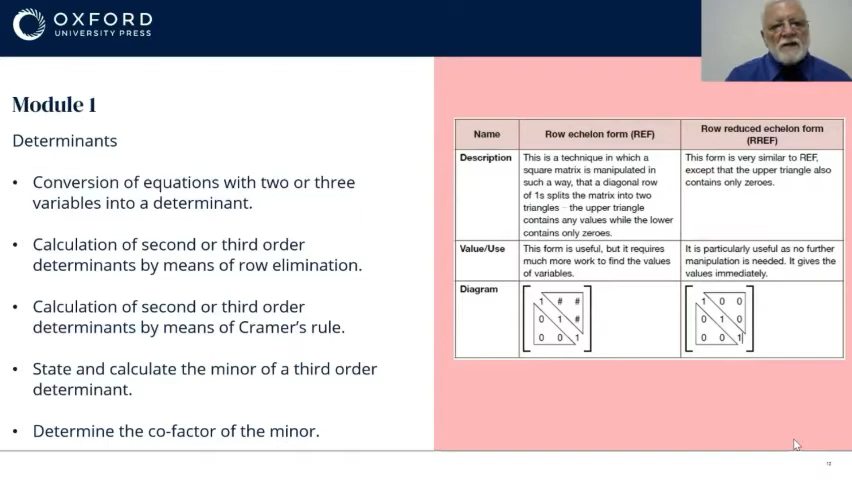 OXFORD
UNIVERSITY PRESS
Module 1
Determinants
• Conversion of equations with two or three
variables into a determinant.
• Calculation of second or third order
determinants by means of row elimination.
• Calculation of second or third order
determinants by means of Cramer's rule.
• State and calculate the minor of a third order
determinant.
• Determine the co-factor of the minor.
Name
Row echelon form (REF)
Row reduced echelon form
(RREF)
Description
This is a technique in which a
square matrix is manipulated in
such a way, that a diagonal row
of 1s splits the matrix into two
triangles – the upper triangle
contains any values while the lower
contains only zeroes.
This form is very similar to REF,
except that the upper triangle also
contains only zeroes.
Value/Use
This form is useful, but it requires
much more work to find the values
of variables.
It is particularly useful as no further
manipulation is needed. It gives the
values immediately.
Diagram
1 # #
0 1 #
0 0 1
1 0 0
0 1 0
0 0 1
12